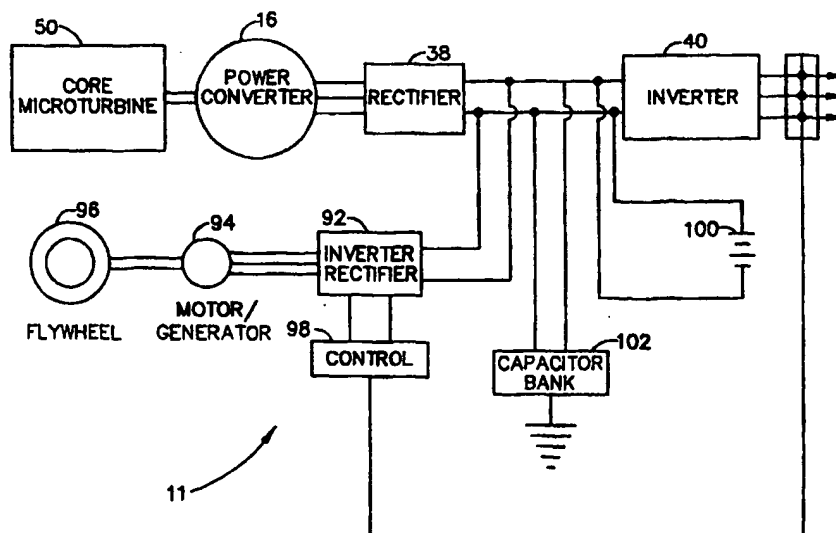 50
16
38
40
CORE
MICROTURBINE
POWER
CONVERTER
RECTIFIER
INVERTER
96
94
92
100
INVERTER
RECTIFIER
FLYWHEEL
MOTOR/
GENERATOR
98
CONTROL
102
CAPACITOR
BANK
11